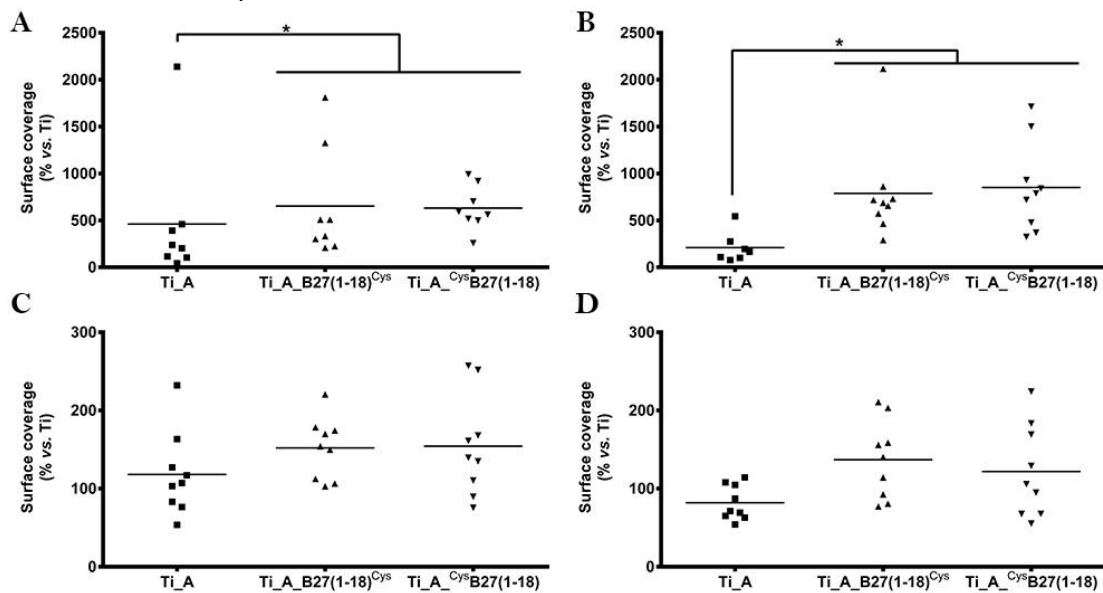 A
Surface coverage
(% vs. Ti)
2500
2000
1500
1000
500
0
*
Ti_A
Ti_A_B27(1-18)Cys
Ti_A_CysB27(1-18)
B
Surface coverage
(% vs. Ti)
2500
2000
1500
1000
500
0
*
Ti_A
Ti_A_B27(1-18)Cys
Ti_A_CysB27(1-18)
C
Surface coverage
(% vs. Ti)
300
200
100
0
Ti_A
Ti_A_B27(1-18)Cys
Ti_A_CysB27(1-18)
D
Surface coverage
(% vs. Ti)
300
200
100
0
Ti_A
Ti_A_B27(1-18)Cys
Ti_A_CysB27(1-18)